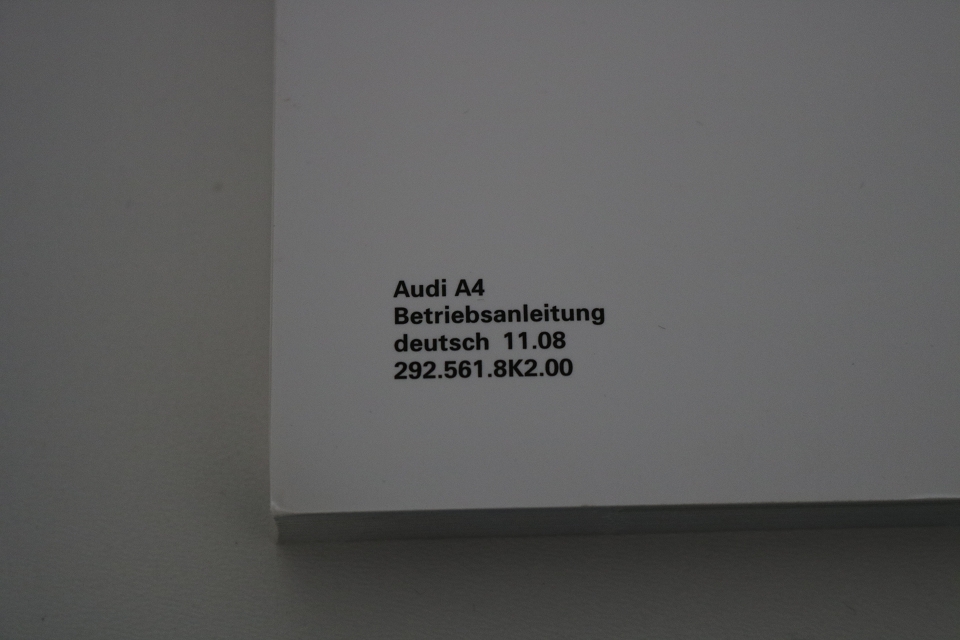 Audi A4
Betriebsanleitung
deutsch 11.08
292.561.8K2.00